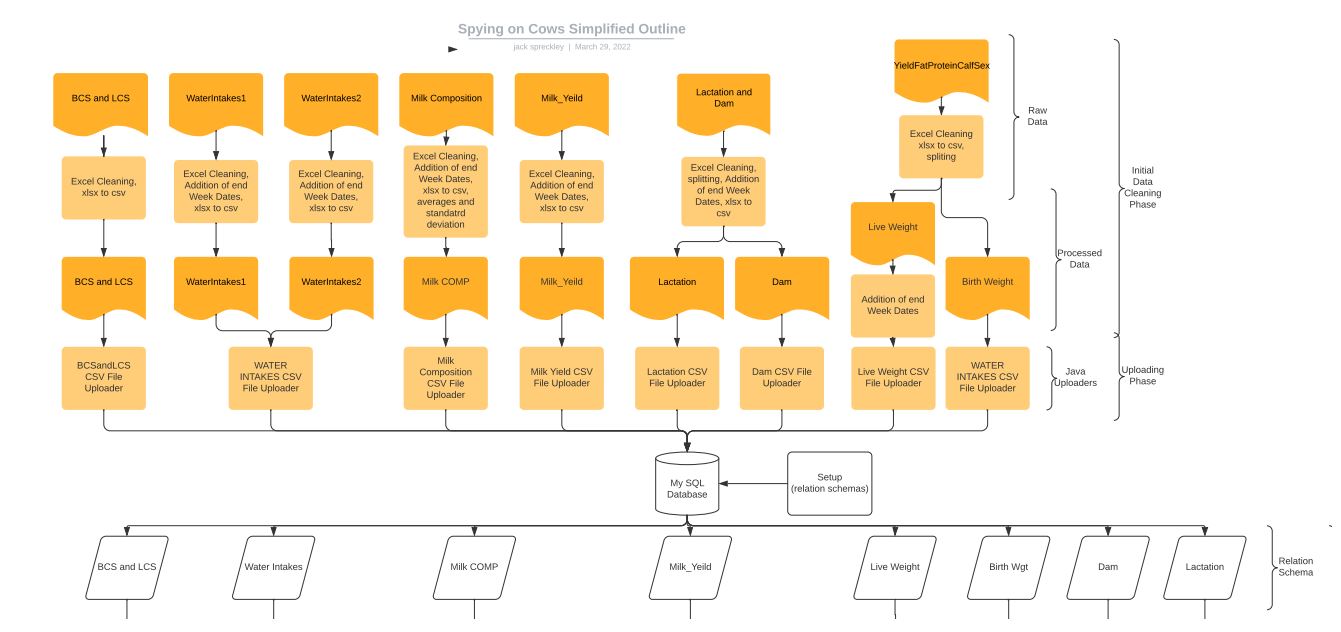 Spying on Cows Simplified Outline
jack spreckley | March 29, 2022
BCS and LCS
WaterIntakes1
WaterIntakes2
Milk Composition
Milk_Yeild
Lactation and
Dam
YieldFatProteinCalfSex
Raw
Data
Excel Cleaning,
xlsx to csv
Excel Cleaning,
Addition of end
Week Dates,
xlsx to csv
Excel Cleaning,
Addition of end
Week Dates,
xlsx to csv
Excel Cleaning,
Addition of end
Week Dates,
xlsx to csv,
averages and
standatrd
deviation
Excel Cleaning,
Addition of end
Week Dates,
xlsx to csv
Excel Cleaning,
splitting, Addition
of end Week
Dates, xlsx to
csv
Excel Cleaning
xlsx to csv,
spliting
Initial
Data
Cleaning
Phase
Live Weight
Processed
Data
BCS and LCS
WaterIntakes1
WaterIntakes2
Milk COMP
Milk_Yeild
Lactation
Dam
Addition of end
Week Dates
Birth Weight
BCSandLCS
CSV File
Uploader
WATER
INTAKES CSV
File Uploader
Milk
Composition
CSV File
Uploader
Milk Yield CSV
File Uploader
Lactation CSV
File Uploader
Dam CSV File
Uploader
Live Weight CSV
File Uploader
WATER
INTAKES CSV
File Uploader
Java
Uploaders
Uploading
Phase
My SQL
Database
Setup
(relation schemas)
BCS and LCS
Water Intakes
Milk COMP
Milk_Yeild
Live Weight
Birth Wgt
Dam
Lactation
Relation
Schema